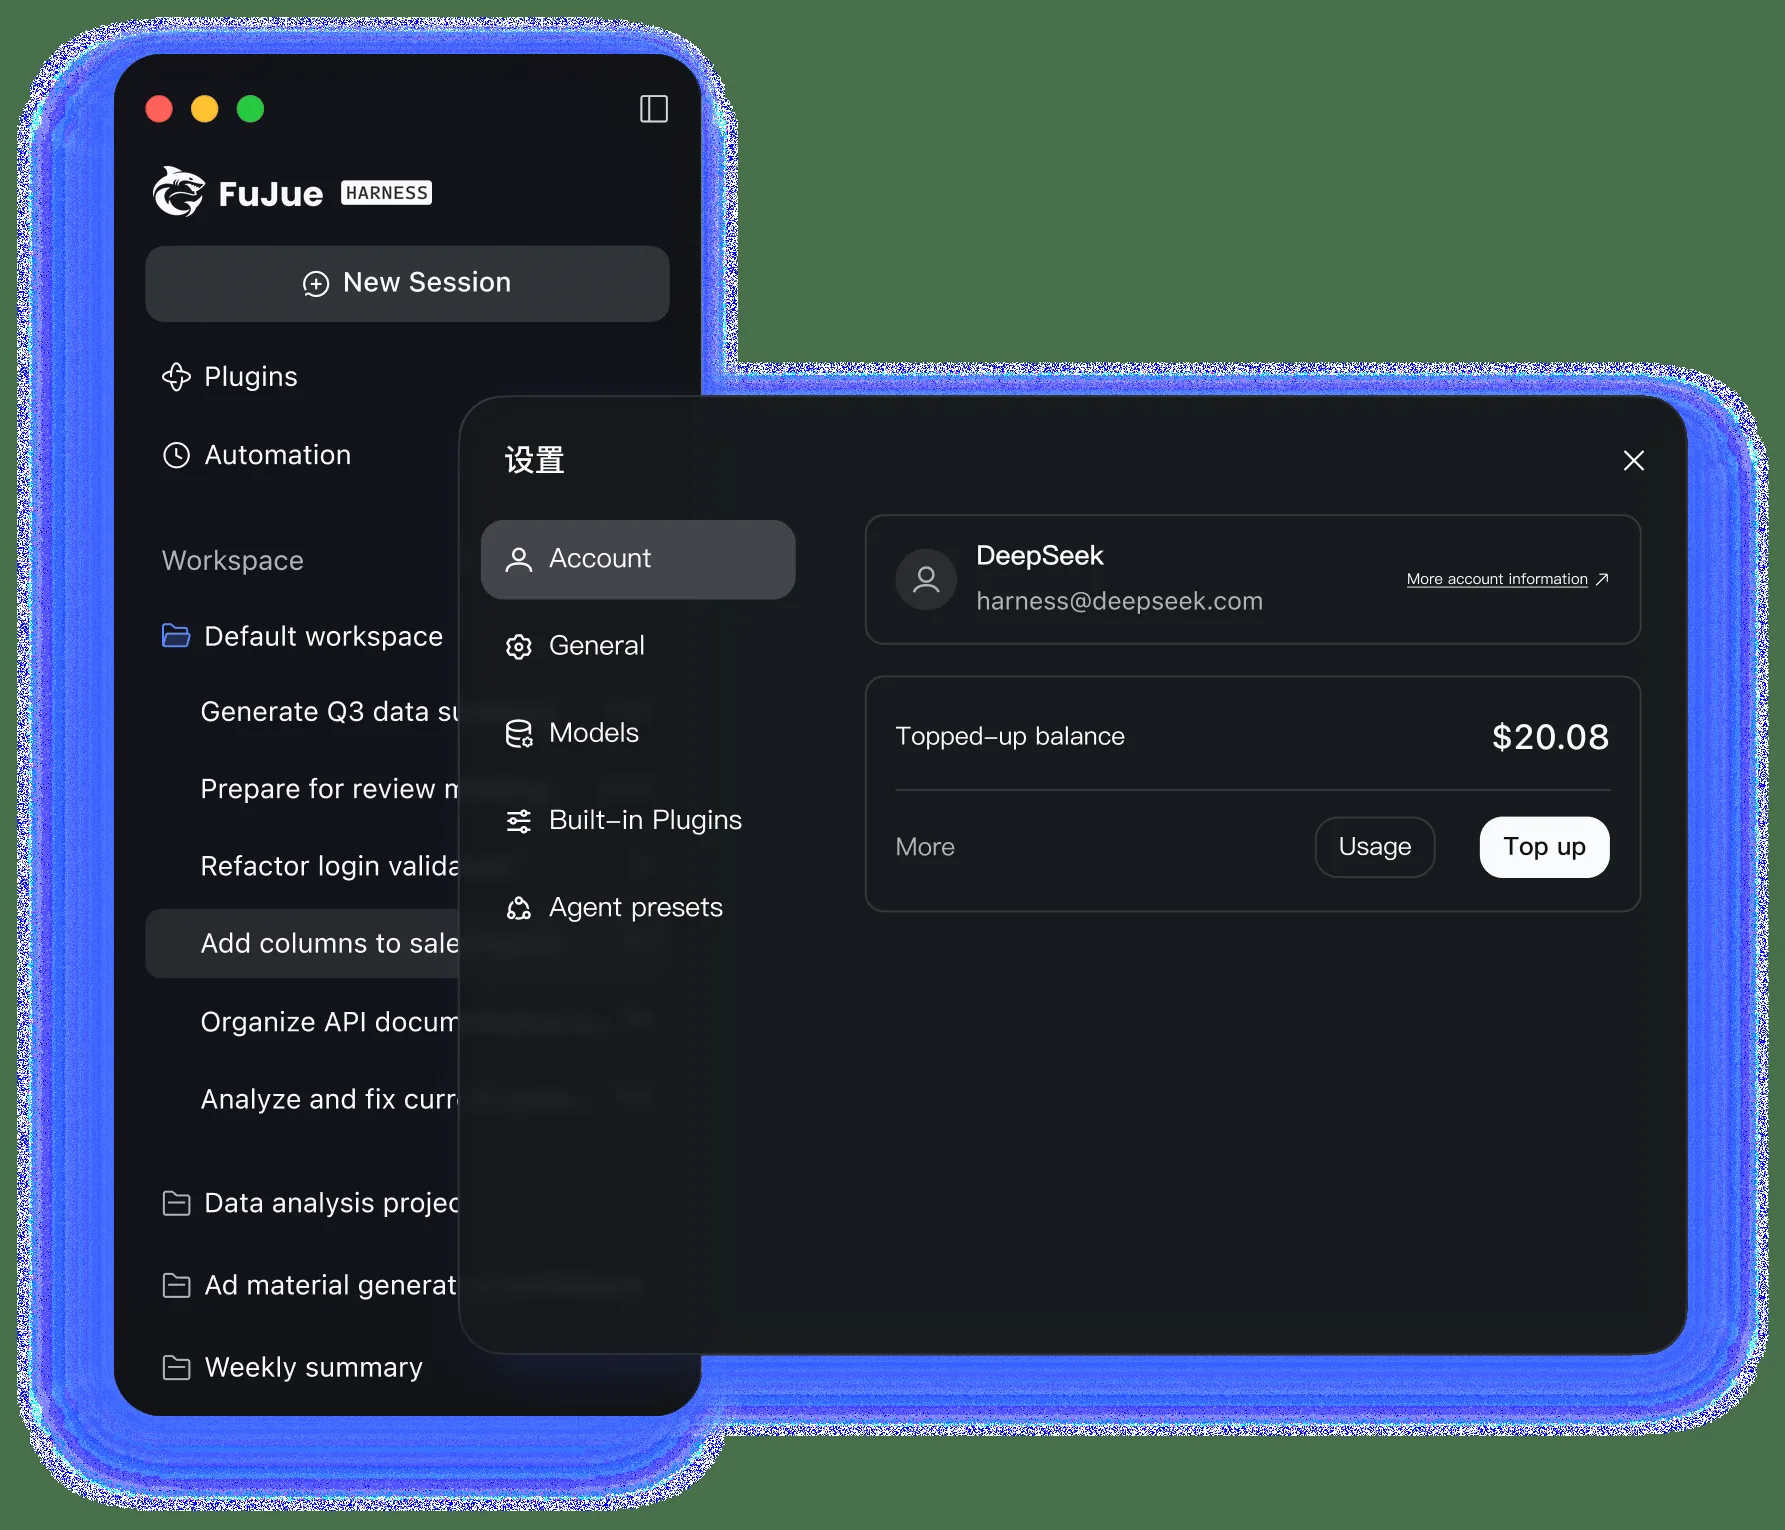 FuJue HARNESS
New Session
Plugins
Automation
Workspace
Default workspace
Generate Q3 data su
Prepare for review m
Refactor login valida
Add columns to sale
Organize API docum
Analyze and fix curr
Data analysis projec
Ad material generat
Weekly summary
设置
Account
General
Models
Built-in Plugins
Agent presets
DeepSeek
harness@deepseek.com
More account information
Topped-up balance
$20.08
More
Usage
Top up